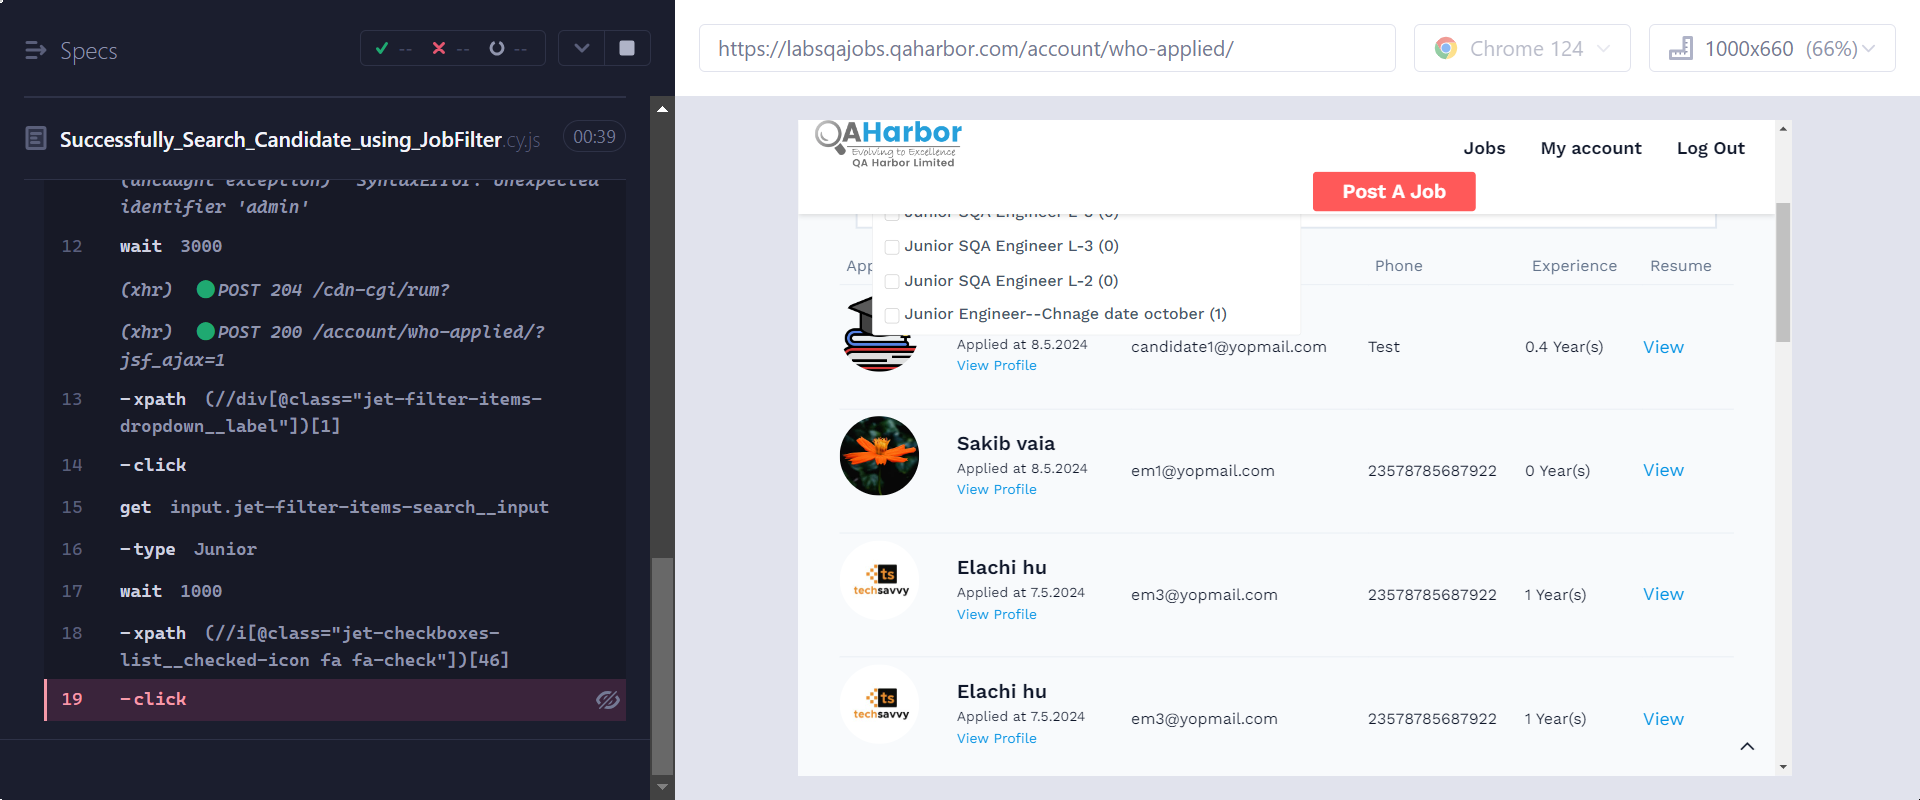 Specs
-- -- --
https://labsqajobs.qaharbor.com/account/who-applied/
Chrome 124
1000x660 (66%)
Successfully_Search_Candidate_using_JobFilter.cy.js
00:39
(uncaught exception) SyntaxError: Unexpected
identifier 'admin'
12 wait 3000
(xhr) POST 204 /cdn-cgi/rum?
(xhr) POST 200 /account/who-applied/?
jsf_ajax=1
13 -xpath (//div[@class="jet-filter-items-
dropdown__label"])[1]
14 -click
15 get input.jet-filter-items-search__input
16 -type Junior
17 wait 1000
18 -xpath (//i[@class="jet-checkboxes-
list__checked-icon fa fa-check"])[46]
19 -click
QAHarbor
Evolving to Excellence
QA Harbor Limited
Jobs My account Log Out
Post A Job
Junior SQA Engineer L-3 (0)
Junior SQA Engineer L-2 (0)
Junior Engineer--Chnage date october (1)
App Phone Experience Resume
Applied at 8.5.2024
View Profile
candidate1@yopmail.com Test 0.4 Year(s) View
Sakib vaia
Applied at 8.5.2024
View Profile
em1@yopmail.com 23578785687922 0 Year(s) View
ts
techsavvy
Elachi hu
Applied at 7.5.2024
View Profile
em3@yopmail.com 23578785687922 1 Year(s) View
ts
techsavvy
Elachi hu
Applied at 7.5.2024
View Profile
em3@yopmail.com 23578785687922 1 Year(s) View